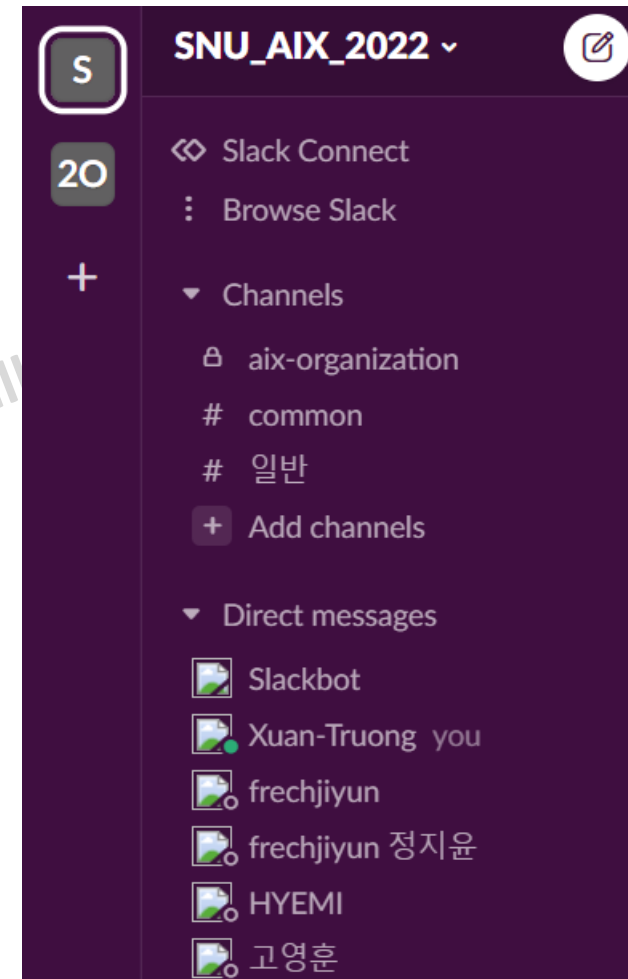 S
SNU_AIX_2022
2O
Slack Connect
Browse Slack
+
Channels
aix-organization
# common
# 일반
+ Add channels
Direct messages
Slackbot
Xuan-Truong you
frechjiyun
frechjiyun 정지윤
HYEMI
고영훈